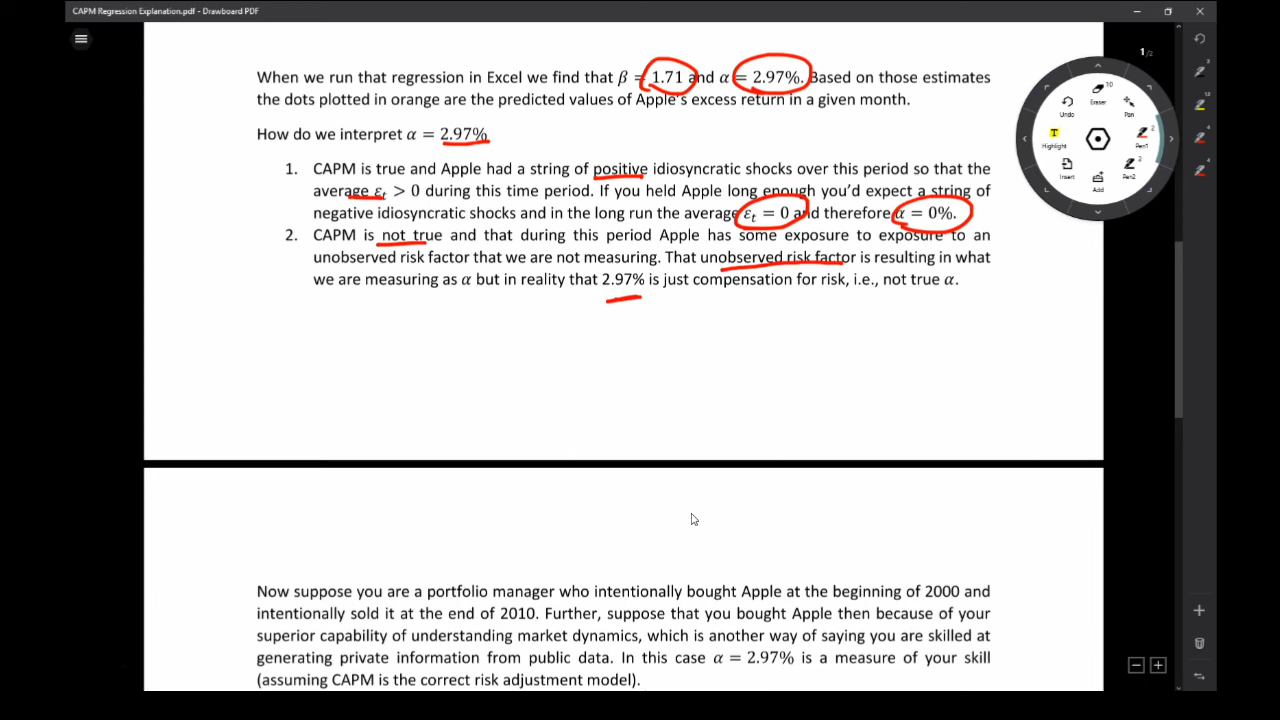 CAPM Regression Explanation.pdf - Drawboard PDF
1/2
When we run that regression in Excel we find that β = 1.71 and α = 2.97%. Based on those estimates
the dots plotted in orange are the predicted values of Apple's excess return in a given month.
How do we interpret α = 2.97%
1. CAPM is true and Apple had a string of positive idiosyncratic shocks over this period so that the
average εₜ > 0 during this time period. If you held Apple long enough you'd expect a string of
negative idiosyncratic shocks and in the long run the average εₜ = 0 and therefore α = 0%.
2. CAPM is not true and that during this period Apple has some exposure to exposure to an
unobserved risk factor that we are not measuring. That unobserved risk factor is resulting in what
we are measuring as α but in reality that 2.97% is just compensation for risk, i.e., not true α.
Now suppose you are a portfolio manager who intentionally bought Apple at the beginning of 2000 and
intentionally sold it at the end of 2010. Further, suppose that you bought Apple then because of your
superior capability of understanding market dynamics, which is another way of saying you are skilled at
generating private information from public data. In this case α = 2.97% is a measure of your skill
(assuming CAPM is the correct risk adjustment model).
10
Eraser
Undo
Pan
T
Highlight
2
Pen1
Insert
2
Pen2
Add
3
12
4
4